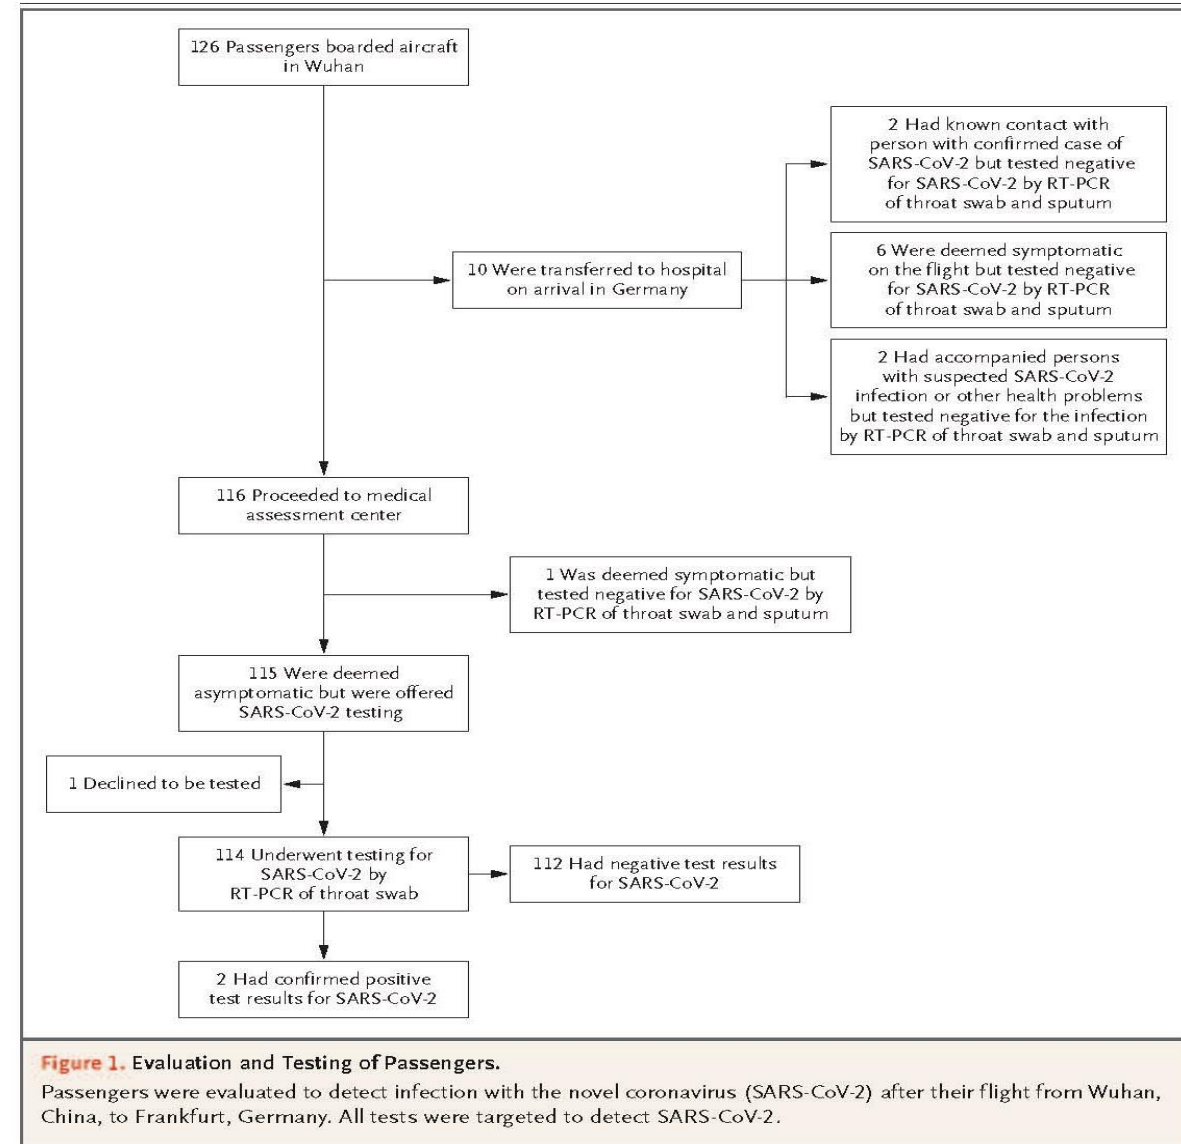 126 Passengers boarded aircraft
in Wuhan
2 Had known contact with
person with confirmed case of
SARS-CoV-2 but tested negative
for SARS-CoV-2 by RT-PCR
of throat swab and sputum
10 Were transferred to hospital
on arrival in Germany
6 Were deemed symptomatic
on the flight but tested negative
for SARS-CoV-2 by RT-PCR
of throat swab and sputum
2 Had accompanied persons
with suspected SARS-CoV-2
infection or other health problems
but tested negative for the infection
by RT-PCR of throat swab and sputum
116 Proceeded to medical
assessment center
1 Was deemed symptomatic but
tested negative for SARS-CoV-2 by
RT-PCR of throat swab and sputum
115 Were deemed
asymptomatic but were offered
SARS-CoV-2 testing
1 Declined to be tested
114 Underwent testing for
SARS-CoV-2 by
RT-PCR of throat swab
112 Had negative test results
for SARS-CoV-2
2 Had confirmed positive
test results for SARS-CoV-2
Figure 1. Evaluation and Testing of Passengers.
Passengers were evaluated to detect infection with the novel coronavirus (SARS-CoV-2) after their flight from Wuhan,
China, to Frankfurt, Germany. All tests were targeted to detect SARS-CoV-2.